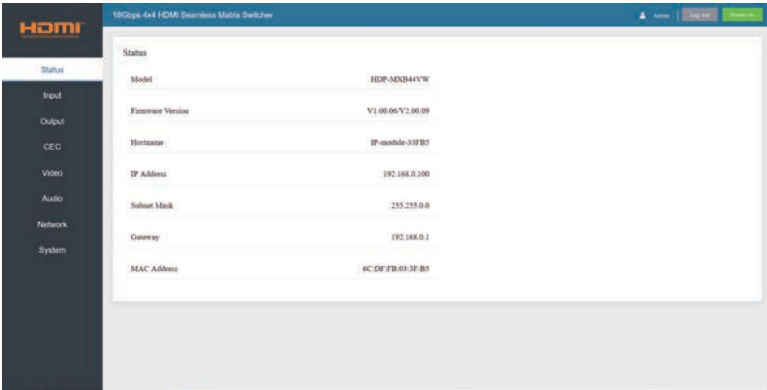 HDMI
18Gbps 4x4 HDMI Seamless Matrix Switcher
Admin
Log out
Power on
Status
Input
Output
CEC
Video
Audio
Network
System
Status
Model HDP-MXB44VW
Firmware Version V1.00.06/V2.00.09
Hostname IP-module-33FB5
IP Address 192.168.0.100
Subnet Mask 255.255.0.0
Gateway 192.168.0.1
MAC Address 6C:DF:FB:03:3F:B5